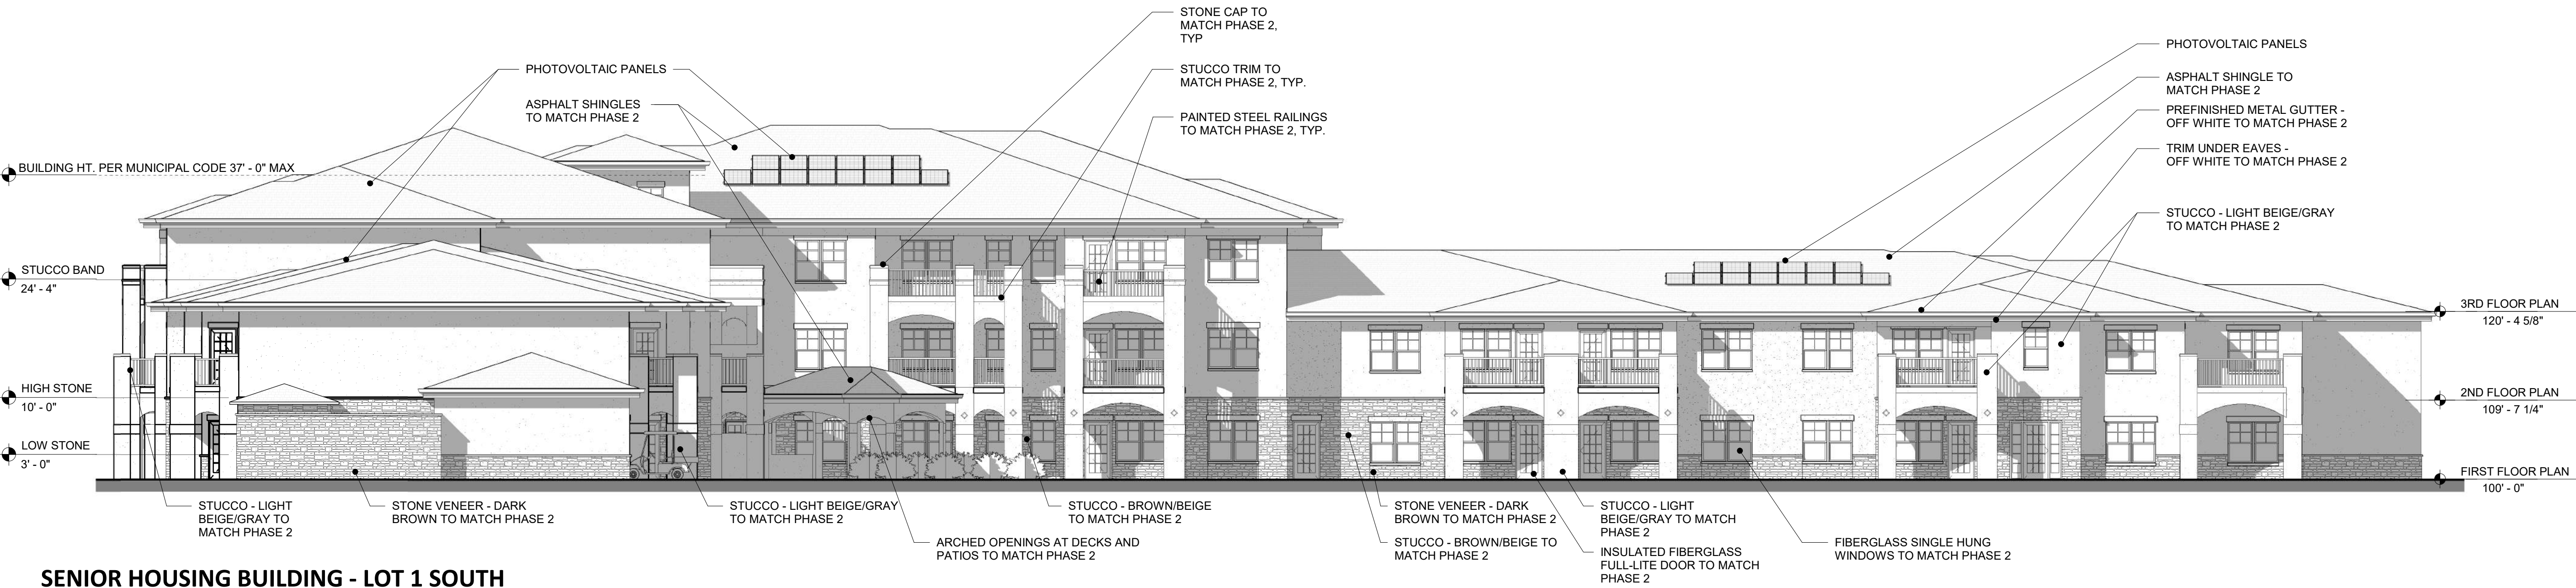 STONE CAP TO
MATCH PHASE 2,
TYP
PHOTOVOLTAIC PANELS
PHOTOVOLTAIC PANELS
STUCCO TRIM TO
MATCH PHASE 2, TYP.
ASPHALT SHINGLE TO
MATCH PHASE 2
ASPHALT SHINGLES
TO MATCH PHASE 2
PAINTED STEEL RAILINGS
TO MATCH PHASE 2, TYP.
PREFINISHED METAL GUTTER -
OFF WHITE TO MATCH PHASE 2
TRIM UNDER EAVES -
OFF WHITE TO MATCH PHASE 2
BUILDING HT. PER MUNICIPAL CODE 37' - 0" MAX
STUCCO - LIGHT BEIGE/GRAY
TO MATCH PHASE 2
STUCCO BAND
24' - 4"
3RD FLOOR PLAN
120' - 4 5/8"
HIGH STONE
10' - 0"
2ND FLOOR PLAN
109' - 7 1/4"
LOW STONE
3' - 0"
FIRST FLOOR PLAN
100' - 0"
STUCCO - LIGHT
BEIGE/GRAY TO
MATCH PHASE 2
STONE VENEER - DARK
BROWN TO MATCH PHASE 2
STUCCO - LIGHT BEIGE/GRAY
TO MATCH PHASE 2
STUCCO - BROWN/BEIGE
TO MATCH PHASE 2
STONE VENEER - DARK
BROWN TO MATCH PHASE 2
STUCCO - LIGHT
BEIGE/GRAY TO MATCH
PHASE 2
ARCHED OPENINGS AT DECKS AND
PATIOS TO MATCH PHASE 2
STUCCO - BROWN/BEIGE TO
MATCH PHASE 2
INSULATED FIBERGLASS
FULL-LITE DOOR TO MATCH
PHASE 2
FIBERGLASS SINGLE HUNG
WINDOWS TO MATCH PHASE 2
SENIOR HOUSING BUILDING - LOT 1 SOUTH